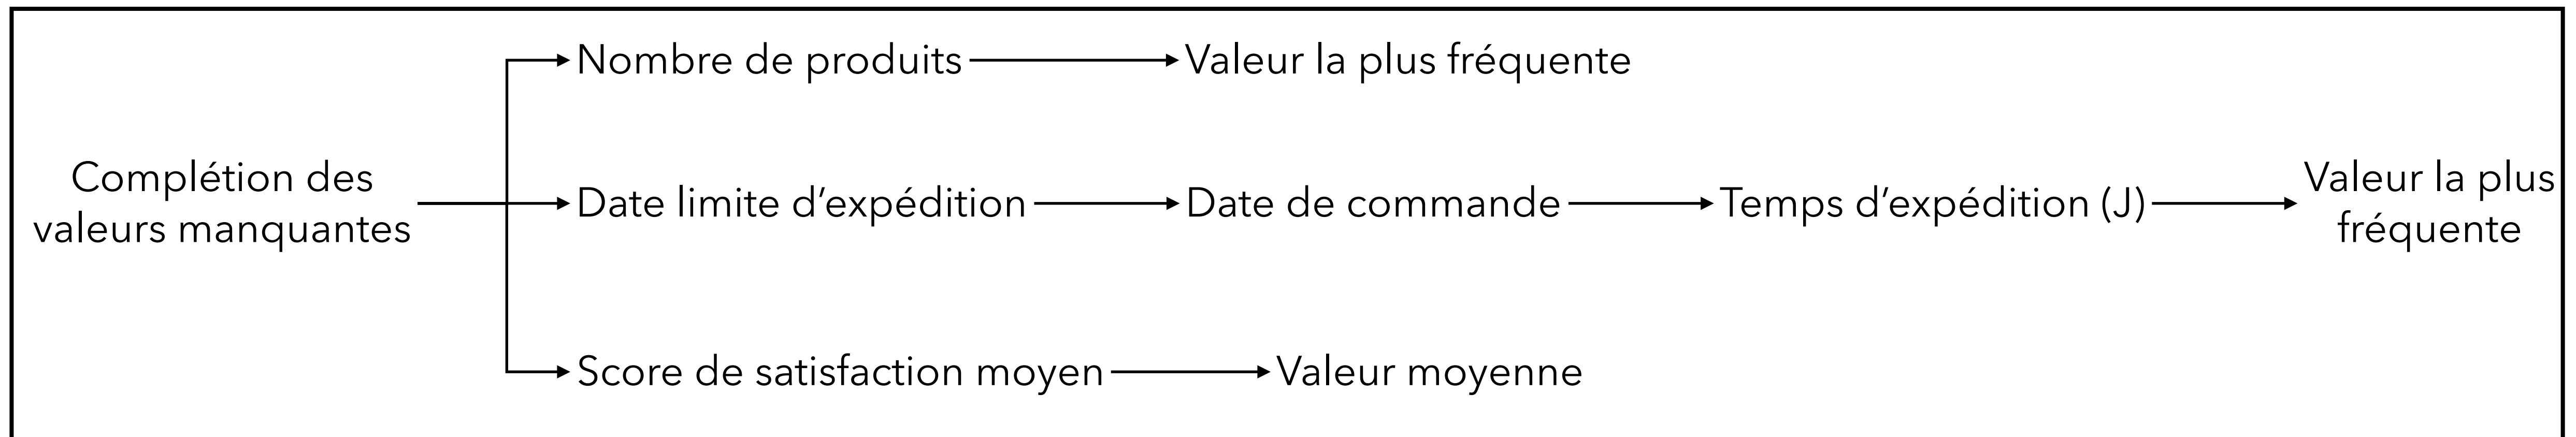 Nombre de produits
Valeur la plus fréquente
Complétion des
valeurs manquantes
Date limite d’expédition
Date de commande
Temps d’expédition (J)
Valeur la plus
fréquente
Score de satisfaction moyen
Valeur moyenne